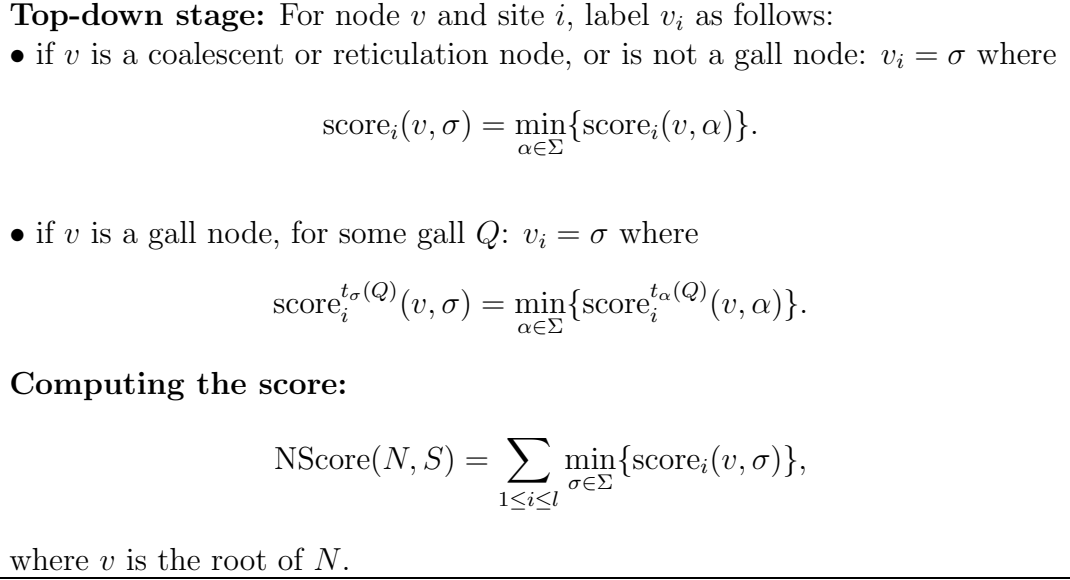 Top-down stage: For node v and site i, label v_i as follows:
• if v is a coalescent or reticulation node, or is not a gall node: v_i = σ where
score_i(v, σ) = min_{α∈Σ}{score_i(v, α)}.
• if v is a gall node, for some gall Q: v_i = σ where
score_i^{t_σ(Q)}(v, σ) = min_{α∈Σ}{score_i^{t_α(Q)}(v, α)}.
Computing the score:
NScore(N, S) = ∑_{1≤i≤l} min_{σ∈Σ}{score_i(v, σ)},
where v is the root of N.